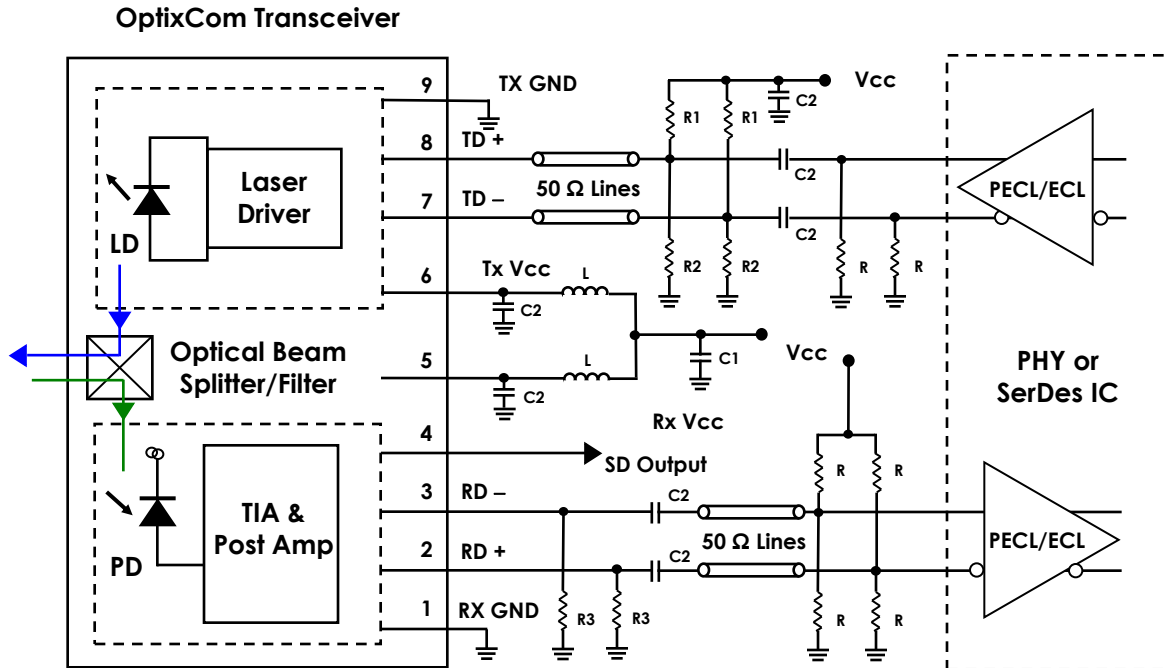 OptixCom Transceiver
9
TX GND
Vcc
C2
R1
R1
8
TD +
Laser
Driver
C2
PECL/ECL
50 Ω Lines
7
TD –
C2
LD
R2
R2
R
R
6
Tx Vcc
L
C2
Optical Beam
Splitter/Filter
5
L
C1
Vcc
C2
PHY or
SerDes IC
Rx Vcc
4
SD Output
R
R
3
RD –
C2
TIA &
Post Amp
50 Ω Lines
PECL/ECL
2
RD +
C2
PD
1
RX GND
R3
R3
R
R